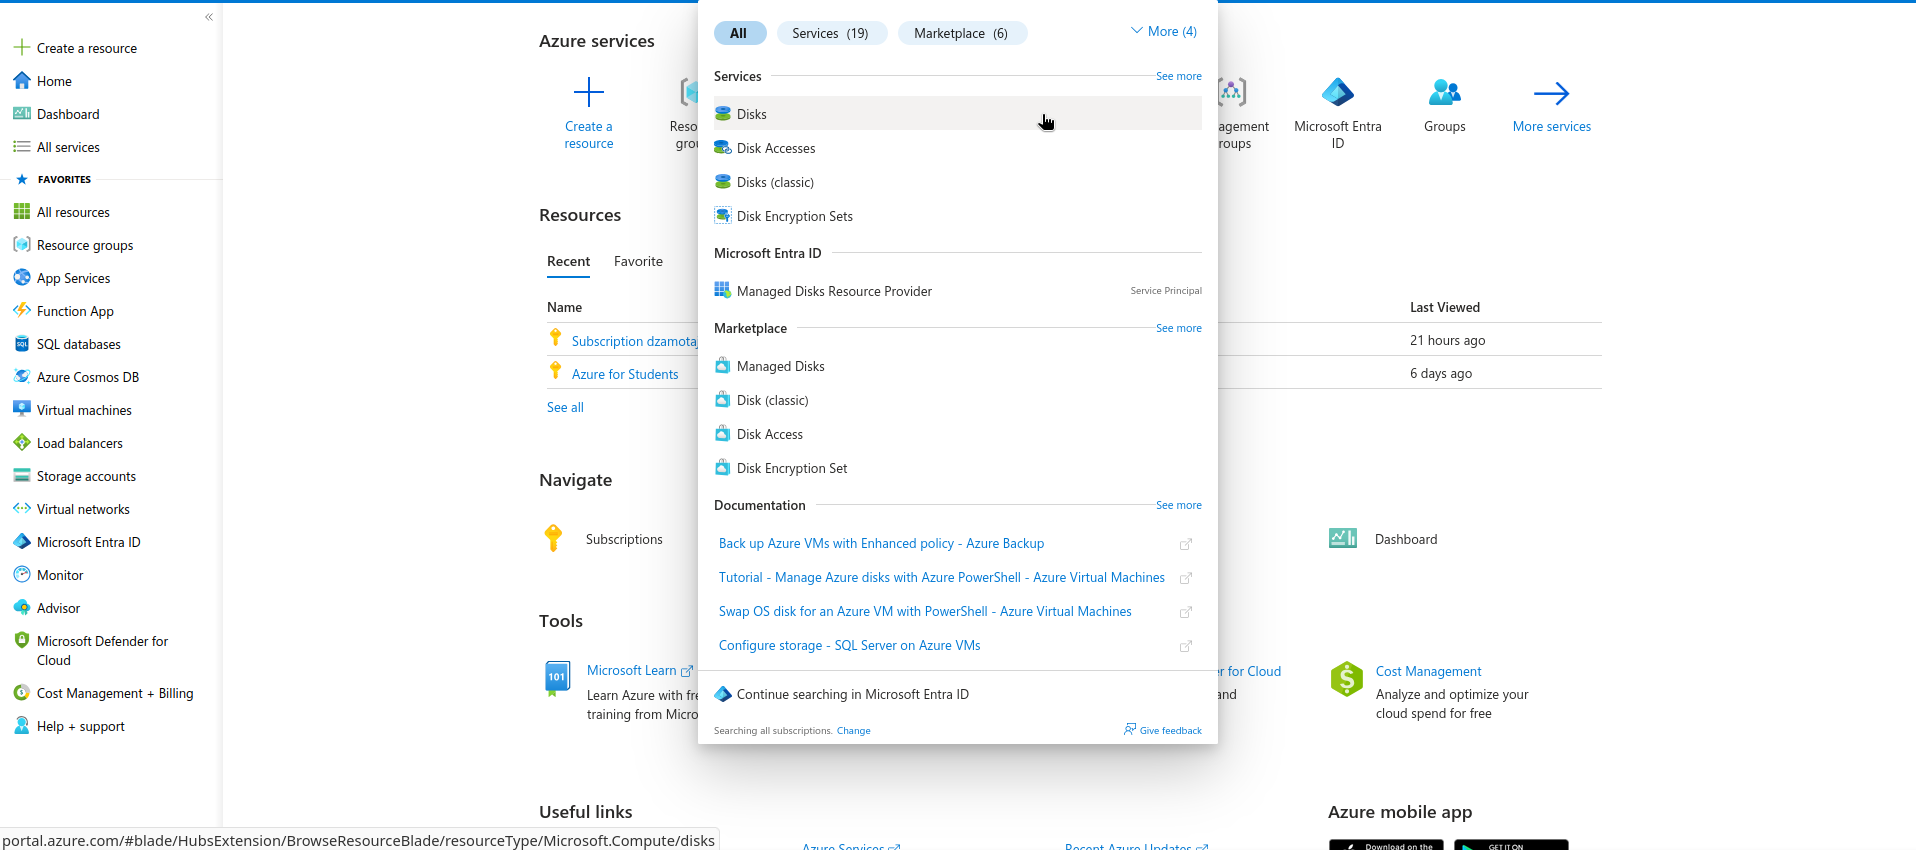 «
Create a resource
Home
Dashboard
All services
FAVORITES
All resources
Resource groups
App Services
Function App
SQL databases
Azure Cosmos DB
Virtual machines
Load balancers
Storage accounts
Virtual networks
Microsoft Entra ID
Monitor
Advisor
Microsoft Defender for
Cloud
Cost Management + Billing
Help + support
Azure services
Create a
resource
Microsoft Entra
ID
Groups
More services
Resources
Recent
Favorite
Name
Last Viewed
Subscription
21 hours ago
Azure for Students
6 days ago
See all
Navigate
Subscriptions
Dashboard
Tools
101
Microsoft Learn
Learn Azure with
training from
for Cloud
and
Cost Management
Analyze and optimize your
cloud spend for free
Useful links
Azure Services
Recent Azure Updates
Azure mobile app
Download on the
GET IT ON
All
Services (19)
Marketplace (6)
More (4)
Services
See more
Disks
Disk Accesses
Disks (classic)
Disk Encryption Sets
Microsoft Entra ID
Managed Disks Resource Provider
Service Principal
Marketplace
See more
Managed Disks
Disk (classic)
Disk Access
Disk Encryption Set
Documentation
See more
Back up Azure VMs with Enhanced policy - Azure Backup
Tutorial - Manage Azure disks with Azure PowerShell - Azure Virtual Machines
Swap OS disk for an Azure VM with PowerShell - Azure Virtual Machines
Configure storage - SQL Server on Azure VMs
Continue searching in Microsoft Entra ID
Searching all subscriptions. Change
Give feedback
portal.azure.com/#blade/HubsExtension/BrowseResourceBlade/resourceType/Microsoft.Compute/disks